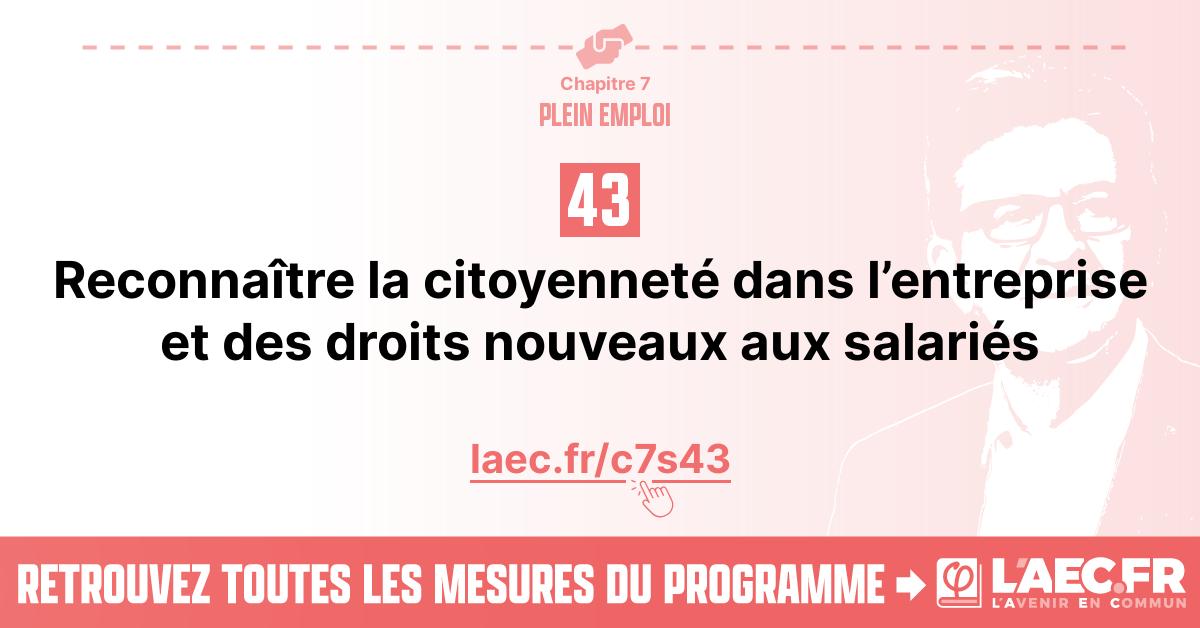 Chapitre 7
PLEIN EMPLOI
43
Reconnaître la citoyenneté dans l’entreprise
et des droits nouveaux aux salariés
laec.fr/c7s43
RETROUVEZ TOUTES LES MESURES DU PROGRAMME
φ
L'AEC.FR
L'AVENIR EN COMMUN